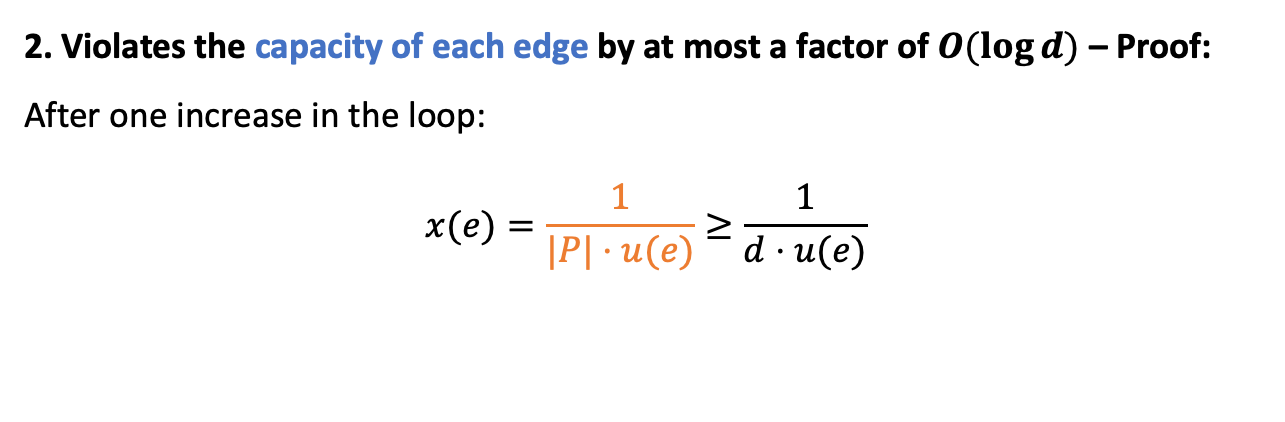 2. Violates the capacity of each edge by at most a factor of 𝑶(𝐥𝐨𝐠 𝒅) – Proof:
After one increase in the loop:
𝑥(𝑒) = 1 / (|𝑃| · 𝑢(𝑒)) ≥ 1 / (𝑑 · 𝑢(𝑒))